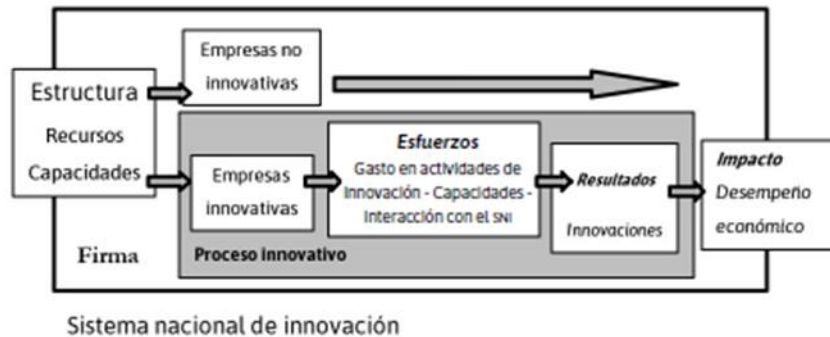 Empresas no
innovativas
Estructura
Recursos
Capacidades
Empresas
innovativas
Esfuerzos
Gasto en actividades de
Innovación - Capacidades -
Interacción con el SNI
Resultados
Innovaciones
Impacto
Desempeño
económico
Firma
Proceso innovativo
Sistema nacional de innovación